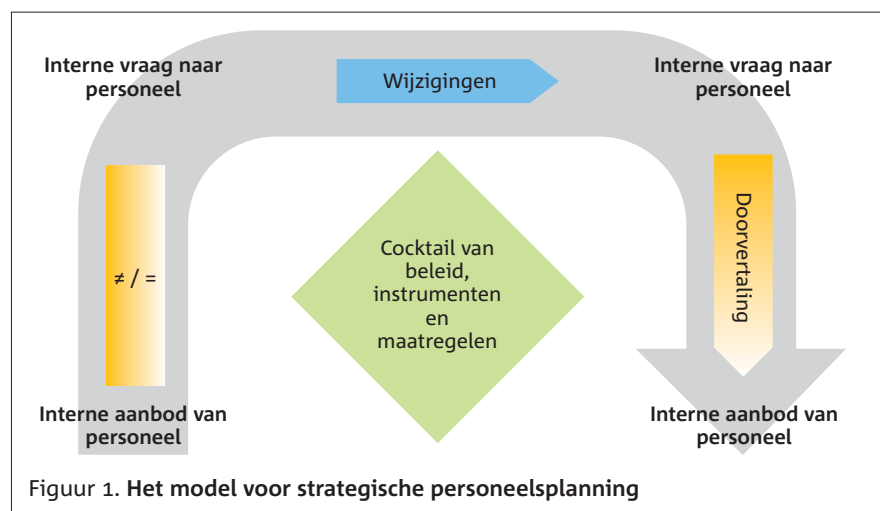 Interne vraag naar
personeel
Wijzigingen
Interne vraag naar
personeel
≠ / =
Cocktail van
beleid,
instrumenten
en
maatregelen
Doorvertaling
Interne aanbod van
personeel
Interne aanbod van
personeel
Figuur 1. Het model voor strategische personeelsplanning